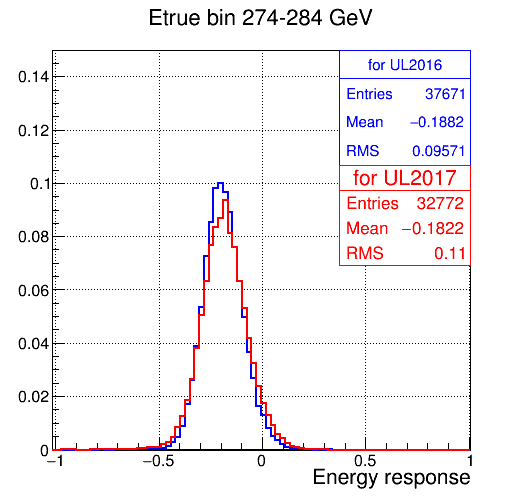 Etrue bin 274-284 GeV
for UL2016
Entries 37671
Mean −0.1882
RMS 0.09571
for UL2017
Entries 32772
Mean −0.1822
RMS 0.11
0.14
0.12
0.1
0.08
0.06
0.04
0.02
0
−1 −0.5 0 0.5 1
Energy response